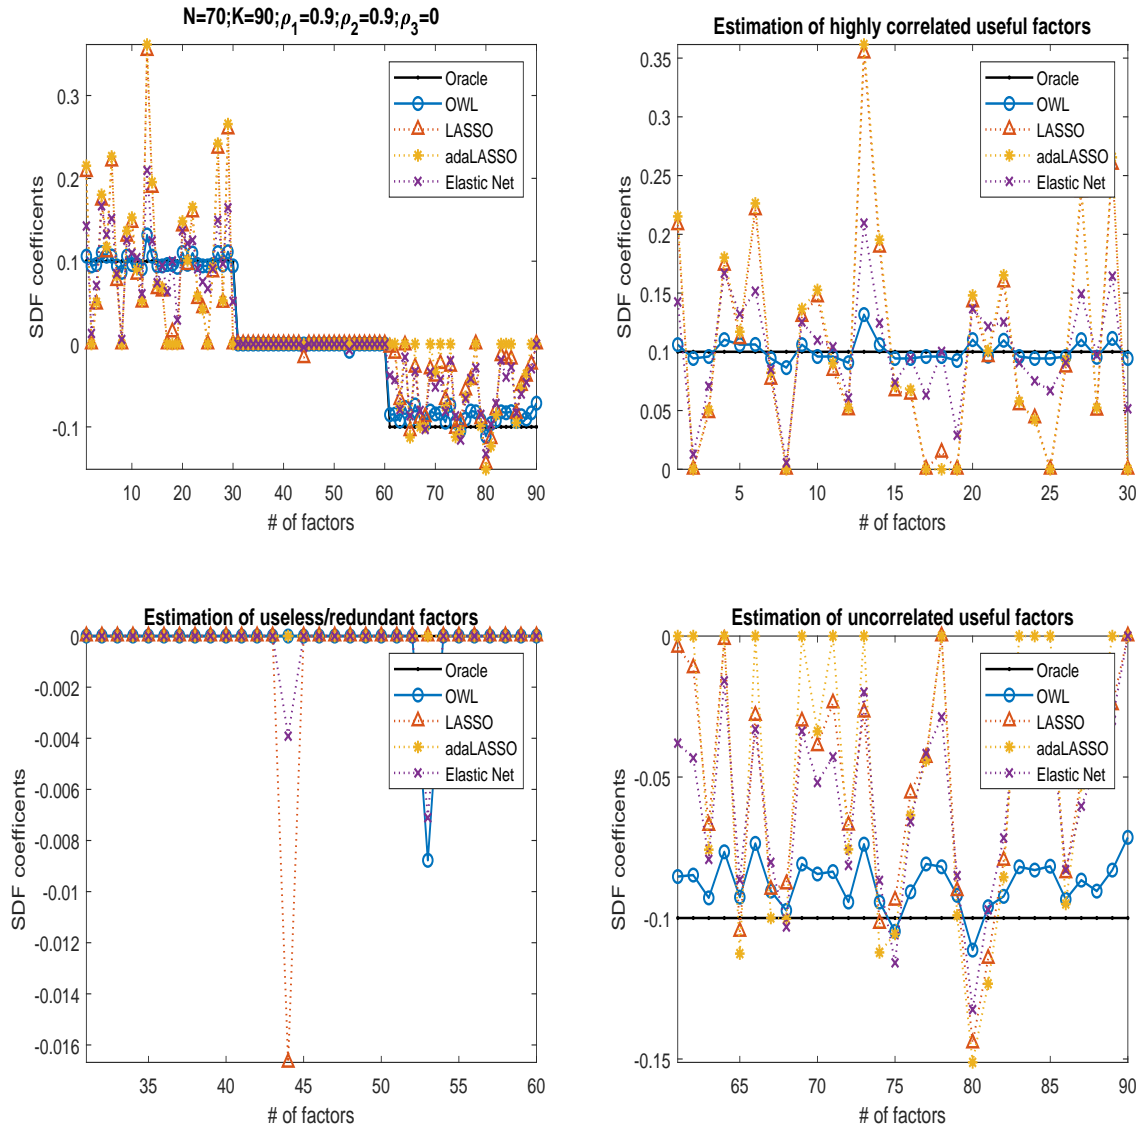 N=70;K=90;ρ1=0.9;ρ2=0.9;ρ3=0
SDF coefficents
0.3
0.2
0.1
0
-0.1
10 20 30 40 50 60 70 80 90
# of factors
Oracle
OWL
LASSO
adaLASSO
Elastic Net
Estimation of highly correlated useful factors
SDF coefficents
0.35
0.3
0.25
0.2
0.15
0.1
0.05
0
5 10 15 20 25 30
# of factors
Oracle
OWL
LASSO
adaLASSO
Elastic Net
Estimation of useless/redundant factors
SDF coefficents
0
-0.002
-0.004
-0.006
-0.008
-0.01
-0.012
-0.014
-0.016
35 40 45 50 55 60
# of factors
Oracle
OWL
LASSO
adaLASSO
Elastic Net
Estimation of uncorrelated useful factors
SDF coefficents
0
-0.05
-0.1
-0.15
65 70 75 80 85 90
# of factors
Oracle
OWL
LASSO
adaLASSO
Elastic Net